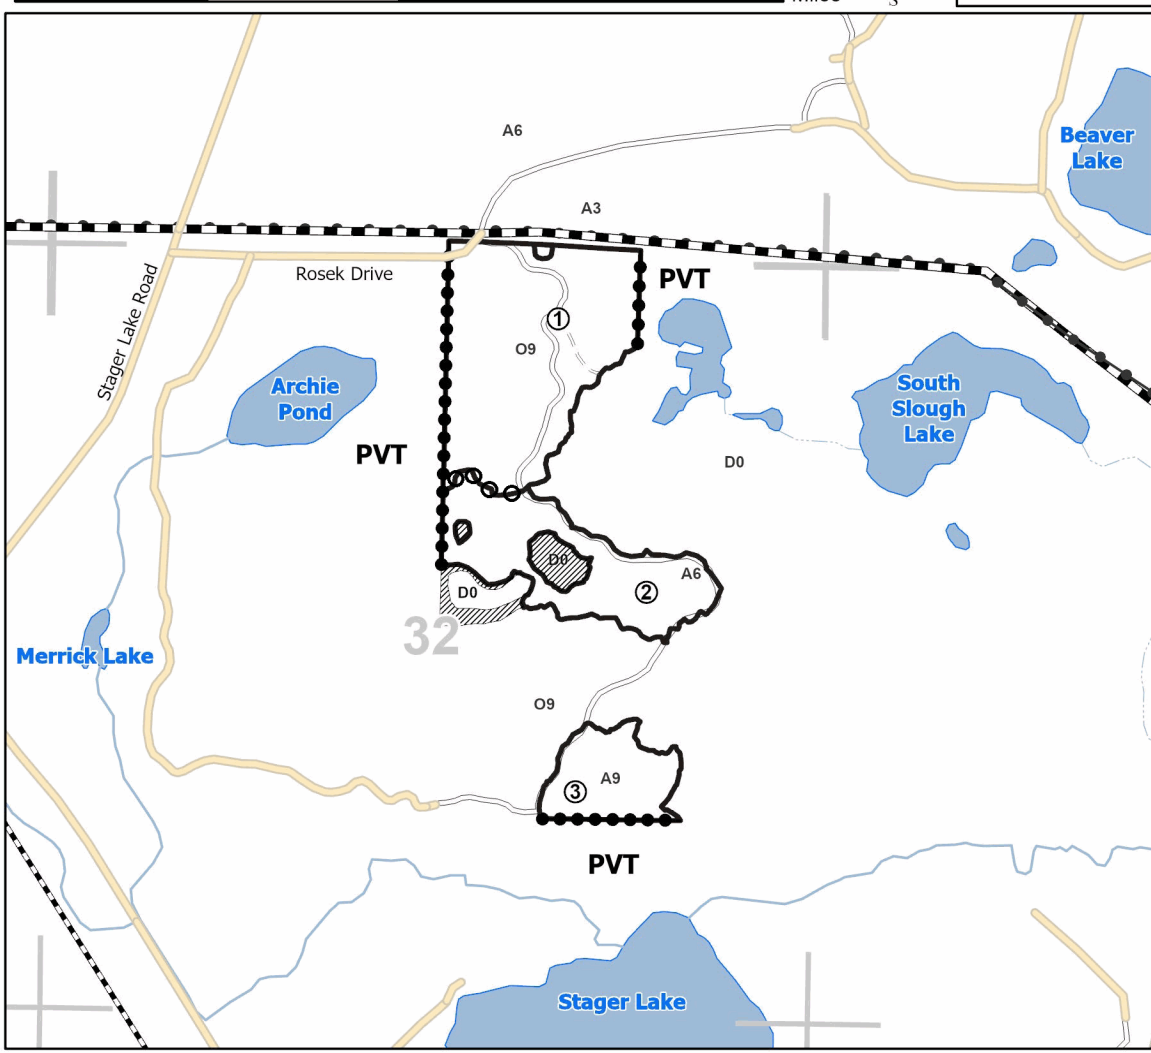 S
A6
Beaver
Lake
A3
Rosek Drive
PVT
Stager Lake Road
1
O9
Archie
Pond
South
Slough
Lake
PVT
D0
D0
A6
D0
2
32
Merrick Lake
O9
A9
3
PVT
Stager Lake